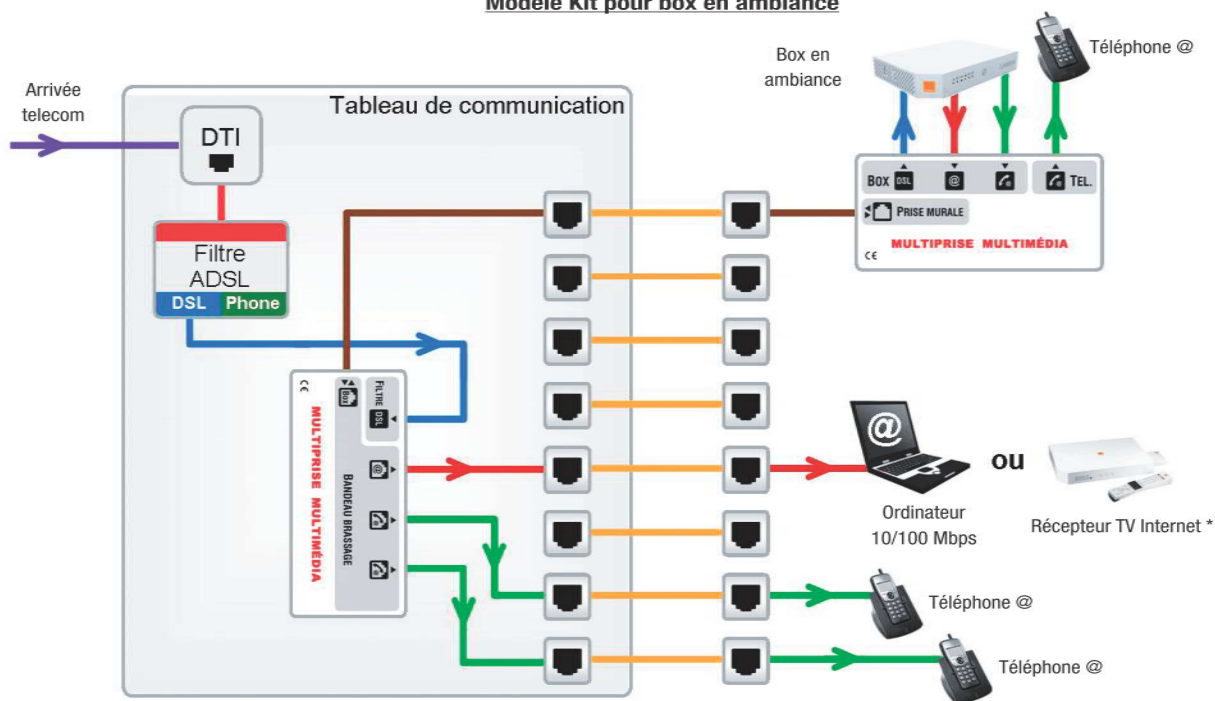 Modèle Kit pour box en ambiance
Arrivée
telecom
Tableau de communication
DTI
Filtre
ADSL
DSL Phone
CE
MULTIPRISE MULTIMÉDIA
BOX
FILTRE DSL
BANDEAU BRASSAGE
@
Box en
ambiance
Téléphone @
BOX DSL @ @ @ TEL.
PRISE MURALE
MULTIPRISE MULTIMÉDIA
CE
@
ou
Ordinateur
10/100 Mbps
Récepteur TV Internet *
Téléphone @
Téléphone @